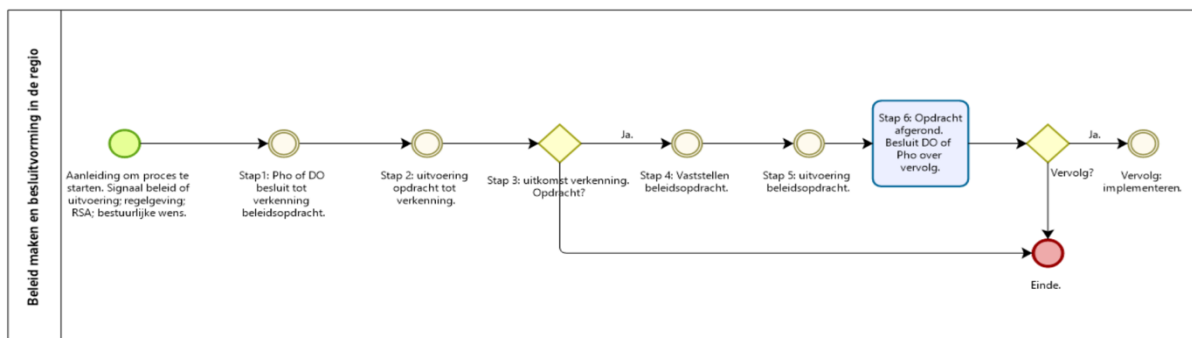 Beleid maken en besluitvorming in de regio
Aanleiding om proces te
starten. Signaal beleid of
uitvoering; regelgeving;
RSA; bestuurlijke wens.
Stap1: Pho of DO
besluit tot
verkenning
beleidsopdracht.
Stap 2: uitvoering
opdracht tot
verkenning.
Stap 3: uitkomst verkenning.
Opdracht?
Ja.
Stap 4: Vaststellen
beleidsopdracht.
Stap 5: uitvoering
beleidsopdracht.
Stap 6: Opdracht
afgerond.
Besluit DO of
Pho over
vervolg.
Vervolg?
Ja.
Vervolg:
implementeren.
Einde.